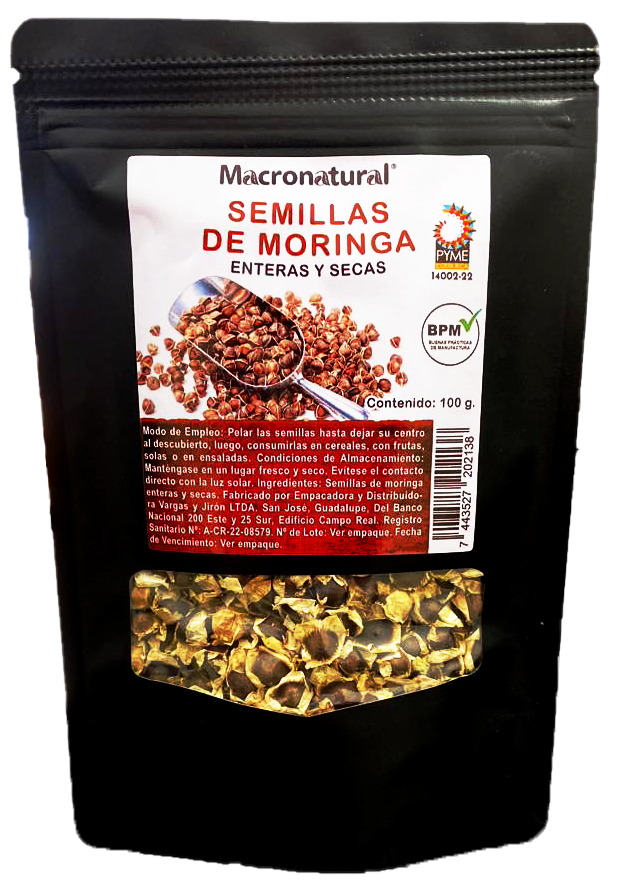 Macronatural®
SEMILLAS
DE MORINGA
ENTERAS Y SECAS
PYME
14002-22
BPM
BUENAS PRÁCTICAS
DE MANUFACTURA
Contenido: 100 g.
Modo de Empleo: Pelar las semillas hasta dejar su centro
al descubierto, luego, consumirlas en cereales, con frutas,
solas o en ensaladas. Condiciones de Almacenamiento:
Manténgase en un lugar fresco y seco. Evítese el contacto
directo con la luz solar. Ingredientes: Semillas de moringa
enteras y secas. Fabricado por Empacadora y Distribuido-
ra Vargas y Jirón LTDA. San José, Guadalupe, Del Banco
Nacional 200 Este y 25 Sur, Edificio Campo Real. Registro
Sanitario Nº: A-CR-22-08579. Nº de Lote: Ver empaque. Fecha
de Vencimiento: Ver empaque.
7 443527 202138